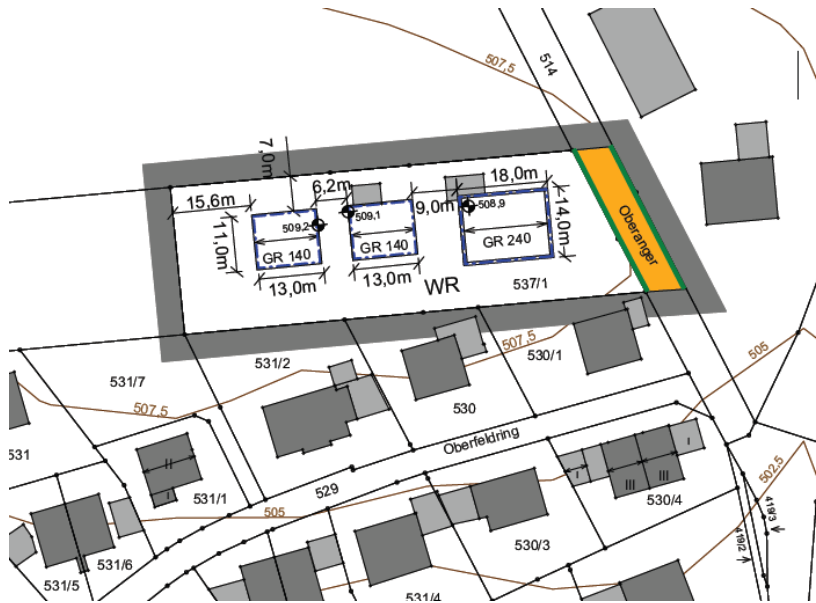 507,5
514
7,0m
6,2m
18,0m
15,6m
9,0m
14,0m
11,0m
509,2
509,1
508,9
GR 140
GR 140
GR 240
Oberanger
13,0m
13,0m
WR
537/1
531/2
507,5
530/1
505
531/7
507,5
530
531
Oberfeldring
II
I
531/1
529
505
I
III
III
I
530/4
502,5
419/3
419/2
530/3
531/6
531/5
531/4